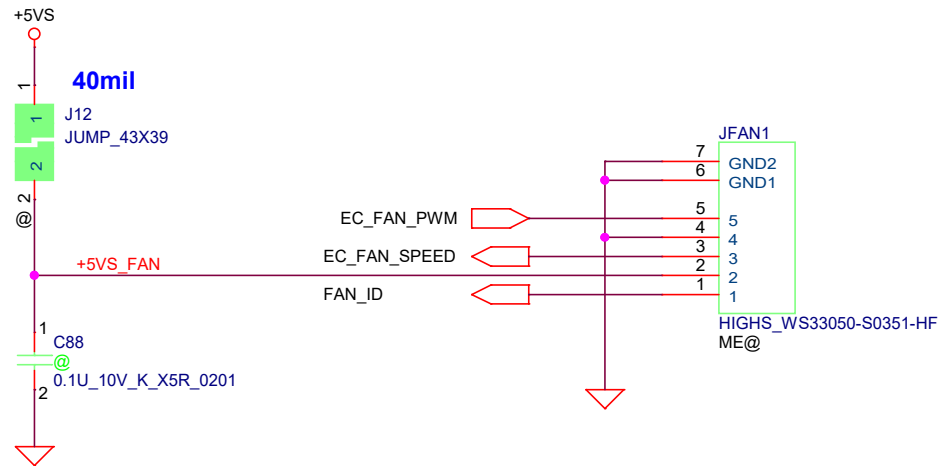 +5VS
40mil
1
1
J12
JUMP_43X39
2
2
@
+5VS_FAN
1
C88
@
0.1U_10V_K_X5R_0201
2
EC_FAN_PWM
EC_FAN_SPEED
FAN_ID
JFAN1
7 GND2
6 GND1
5 5
4 4
3 3
2 2
1 1
HIGHS_WS33050-S0351-HF
ME@